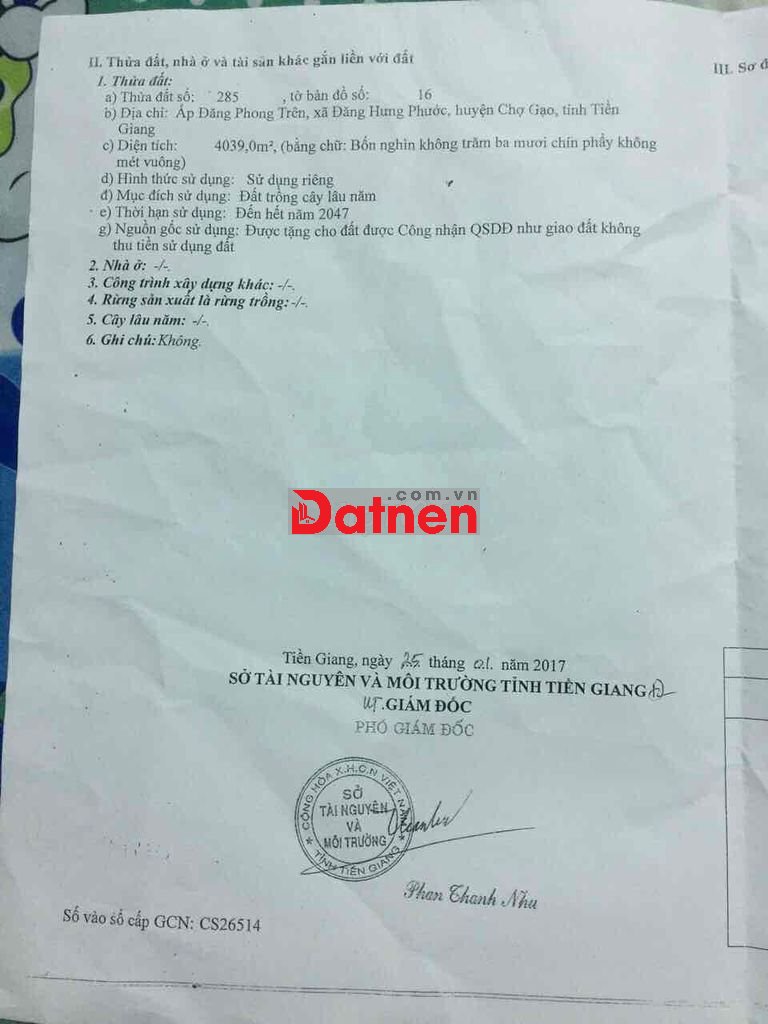 II. Thửa đất, nhà ở và tài sản khác gắn liền với đất
1. Thửa đất:
a) Thửa đất số: 285 , tờ bản đồ số: 16
b) Địa chỉ: Ấp Đăng Phong Trên, xã Đăng Hưng Phước, huyện Chợ Gạo, tỉnh Tiền
Giang
c) Diện tích: 4039,0m², (bằng chữ: Bốn nghìn không trăm ba mươi chín phẩy không
mét vuông)
d) Hình thức sử dụng: Sử dụng riêng
đ) Mục đích sử dụng: Đất trồng cây lâu năm
e) Thời hạn sử dụng: Đến hết năm 2047
g) Nguồn gốc sử dụng: Được tặng cho đất được Công nhận QSDĐ như giao đất không
thu tiền sử dụng đất
2. Nhà ở: -/-.
3. Công trình xây dựng khác: -/-.
4. Rừng sản xuất là rừng trồng: -/-.
5. Cây lâu năm: -/-.
6. Ghi chú: Không.
III. Sơ đ
.com.vn
Datnen
Tiền Giang, ngày 25 tháng 01 năm 2017
SỞ TÀI NGUYÊN VÀ MÔI TRƯỜNG TỈNH TIỀN GIANG
KT.GIÁM ĐỐC
PHÓ GIÁM ĐỐC
CỘNG HÒA X.H.C.N VIỆT NAM
SỞ
TÀI NGUYÊN
VÀ
MÔI TRƯỜNG
TỈNH TIỀN GIANG
Phan Thanh Nhu
Số vào sổ cấp GCN: CS26514